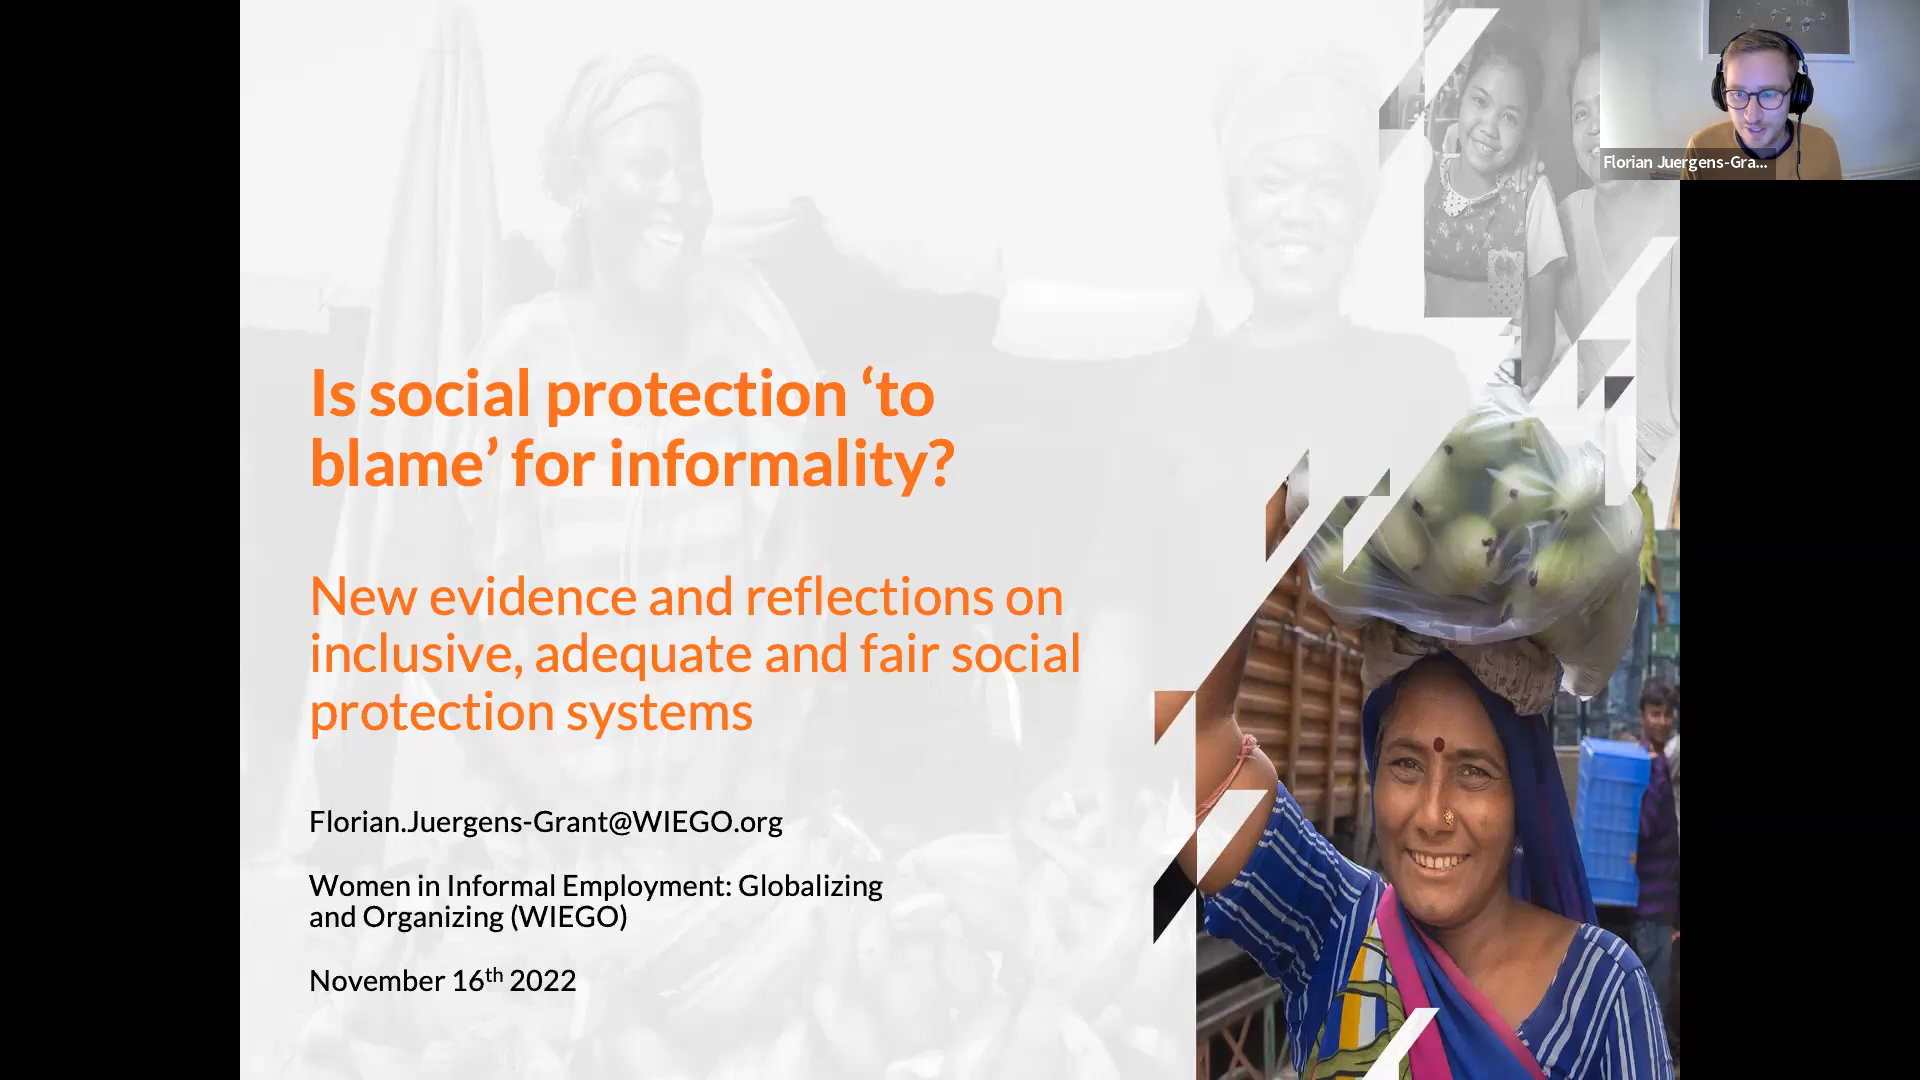 Is social protection ‘to
blame’ for informality?
New evidence and reflections on
inclusive, adequate and fair social
protection systems
Florian.Juergens-Grant@WIEGO.org
Women in Informal Employment: Globalizing
and Organizing (WIEGO)
November 16th 2022
Florian Juergens-Gra...